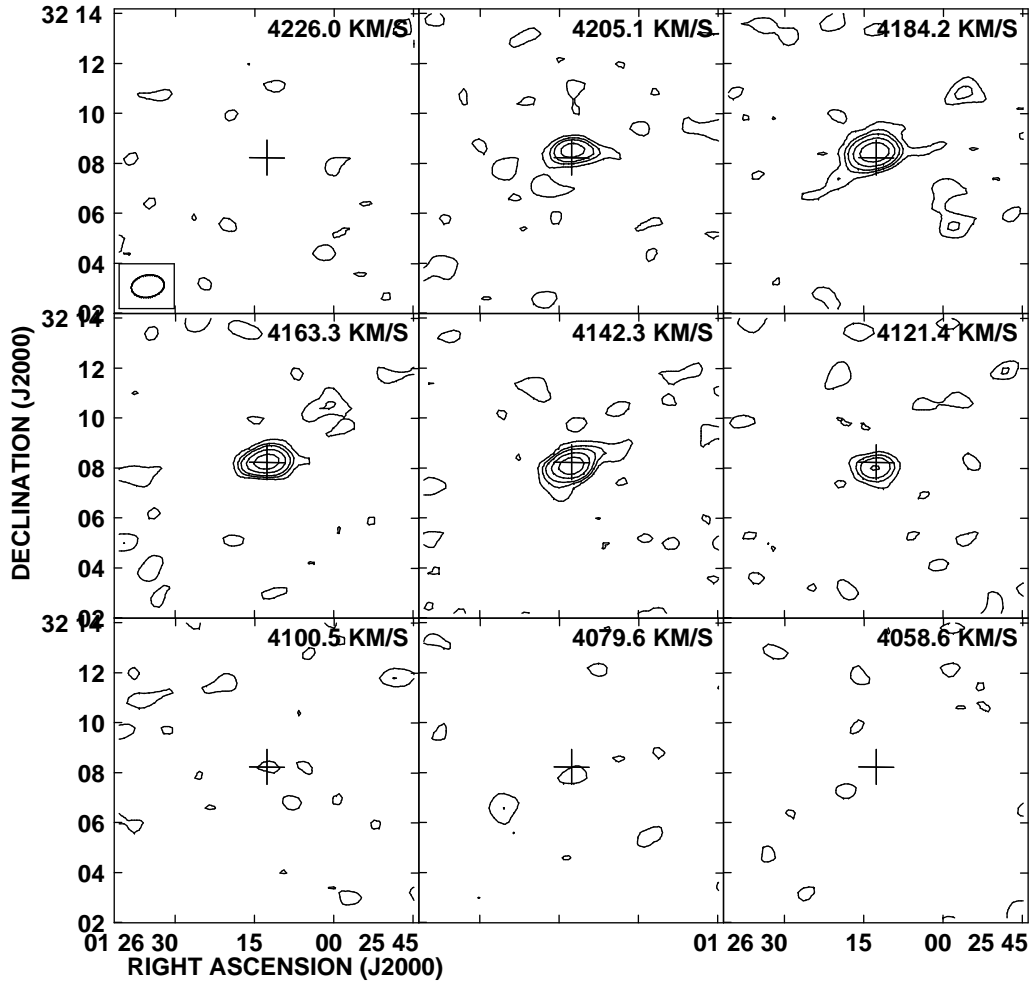 32 14
4226.0 KM/S
4205.1 KM/S
4184.2 KM/S
12
10
08
06
04
02
32 14
4163.3 KM/S
4142.3 KM/S
4121.4 KM/S
12
10
08
06
04
02
32 14
4100.5 KM/S
4079.6 KM/S
4058.6 KM/S
12
10
08
06
04
02
DECLINATION (J2000)
01 26 30 15 00 25 45
01 26 30 15 00 25 45
RIGHT ASCENSION (J2000)